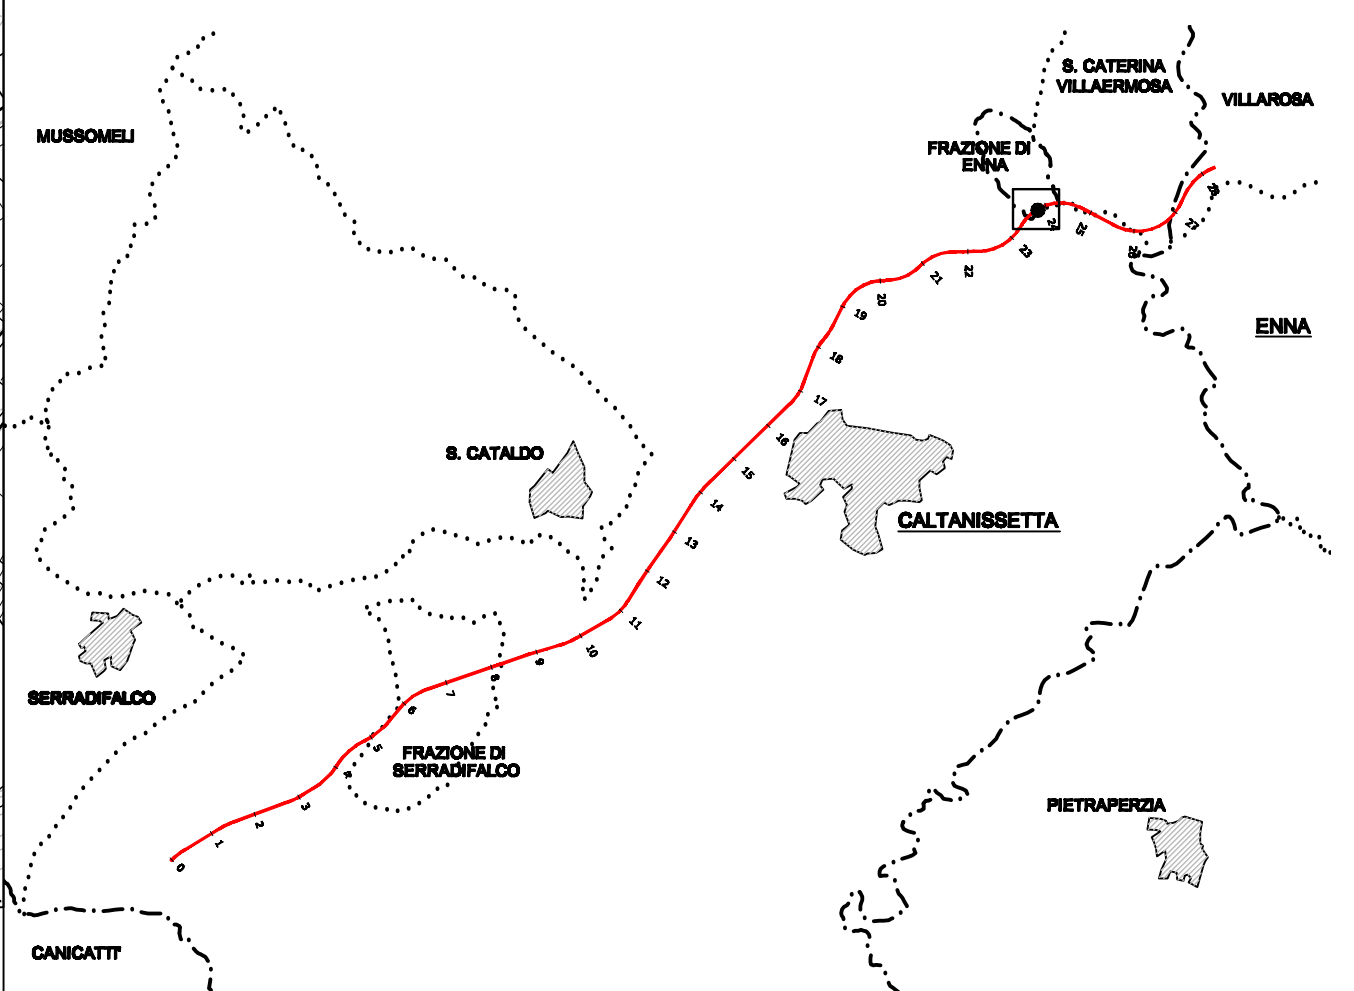 S. CATERINA
VILLAERMOSA
VILLAROSA
MUSSOMELI
FRAZIONE DI
ENNA
28
27
26
25
24
23
22
21
20
19
18
17
16
15
14
13
12
11
10
9
8
7
6
5
4
3
2
1
0
ENNA
S. CATALDO
CALTANISSETTA
SERRADIFALCO
FRAZIONE DI
SERRADIFALCO
PIETRAPERZIA
CANICATTI'